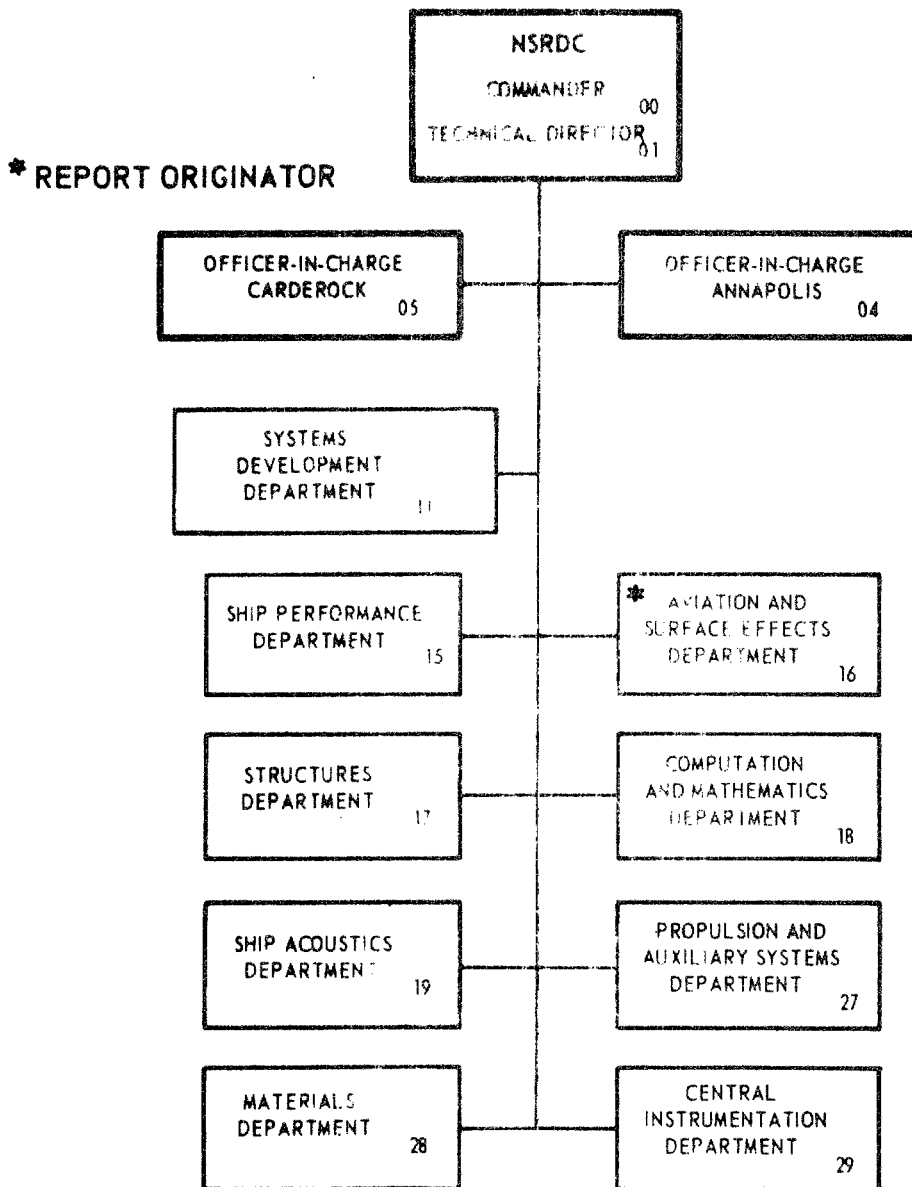 NSRDC
COMMANDER
00
TECHNICAL DIRECTOR
01
* REPORT ORIGINATOR
OFFICER-IN-CHARGE
CARDEROCK
05
OFFICER-IN-CHARGE
ANNAPOLIS
04
SYSTEMS
DEVELOPMENT
DEPARTMENT
11
SHIP PERFORMANCE
DEPARTMENT
15
* AVIATION AND
SURFACE EFFECTS
DEPARTMENT
16
STRUCTURES
DEPARTMENT
17
COMPUTATION
AND MATHEMATICS
DEPARTMENT
18
SHIP ACOUSTICS
DEPARTMENT
19
PROPULSION AND
AUXILIARY SYSTEMS
DEPARTMENT
27
MATERIALS
DEPARTMENT
28
CENTRAL
INSTRUMENTATION
DEPARTMENT
29